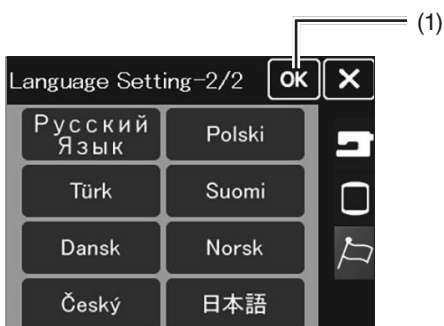 (1)
Language Setting-2/2 OK X
Русский
Язык
Polski
Türk
Suomi
Dansk
Norsk
Český
日本語